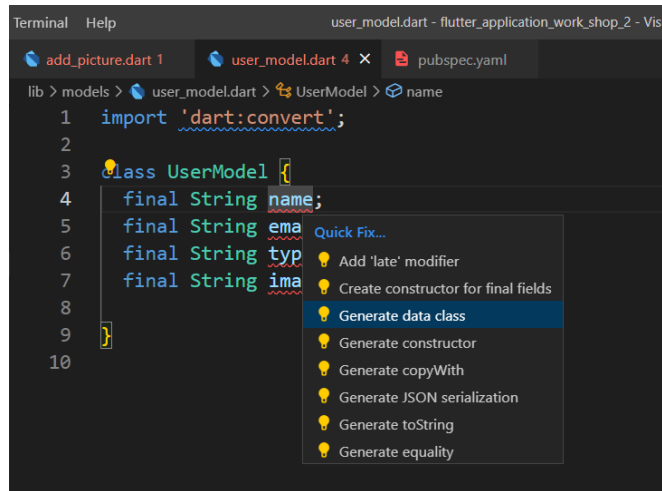 Terminal Help user_model.dart - flutter_application_work_shop_2 - Vis
add_picture.dart 1 user_model.dart 4 × pubspec.yaml
lib > models > user_model.dart > UserModel > name
1 import 'dart:convert';
2
3 class UserModel {
4 final String name;
5 final String ema
6 final String typ
7 final String ima
8
9 }
10
Quick Fix...
Add 'late' modifier
Create constructor for final fields
Generate data class
Generate constructor
Generate copyWith
Generate JSON serialization
Generate toString
Generate equality